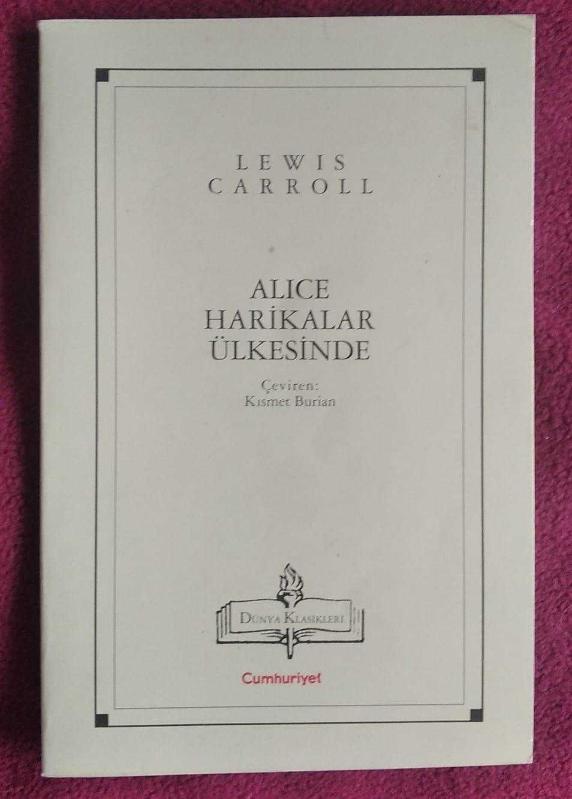 LEWIS
CARROLL
ALICE
HARİKALAR
ÜLKESİNDE
Çeviren:
Kısmet Burian
DÜNYA KLASİKLERİ
Cumhuriyet